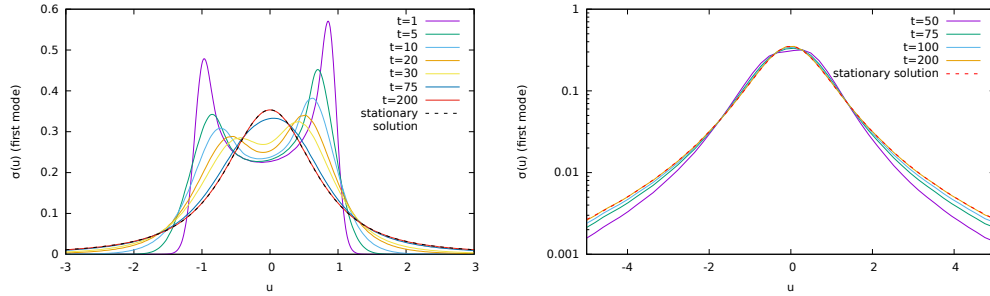 0.6
0.5
0.4
0.3
0.2
0.1
0
-3
-2
-1
0
1
2
3
u
σ(u) (first mode)
t=1
t=5
t=10
t=20
t=30
t=75
t=200
stationary
solution
1
0.1
0.01
0.001
-4
-2
0
2
4
u
σ(u) (first mode)
t=50
t=75
t=100
t=200
stationary solution